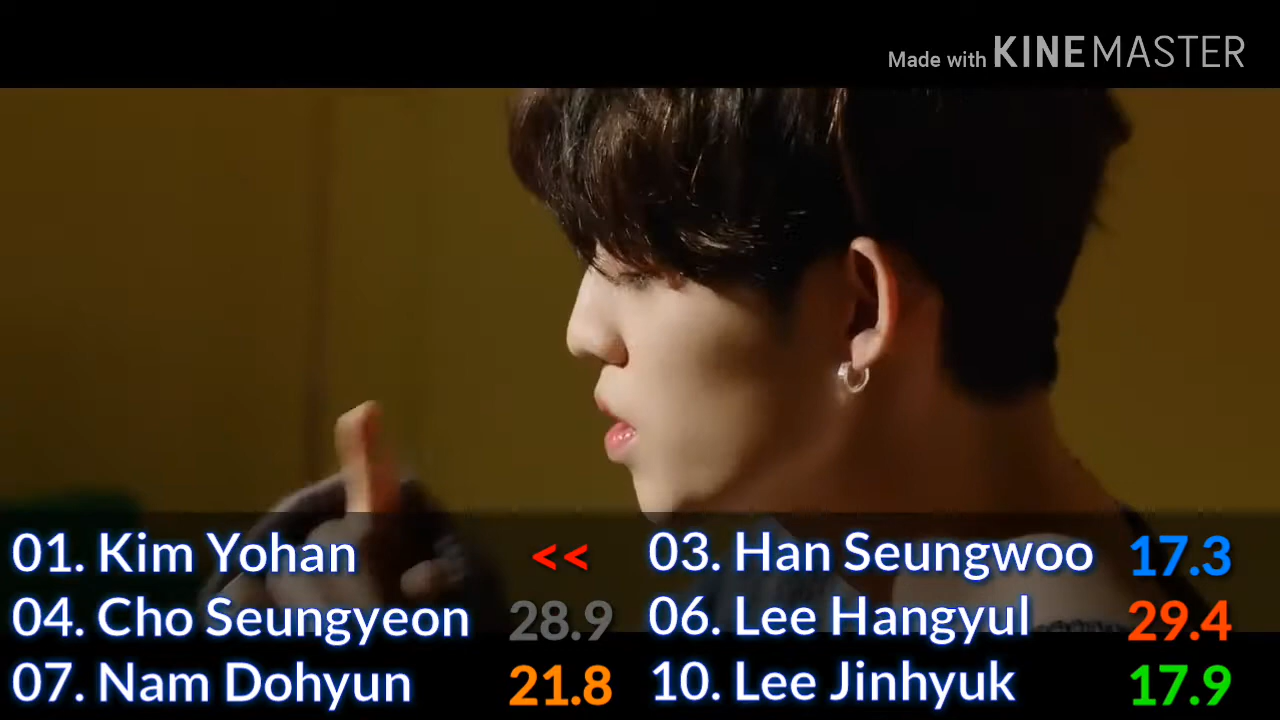 Made with KINEMASTER
01. Kim Yohan <<
03. Han Seungwoo 17.3
04. Cho Seungyeon 28.9
06. Lee Hangyul 29.4
07. Nam Dohyun 21.8
10. Lee Jinhyuk 17.9